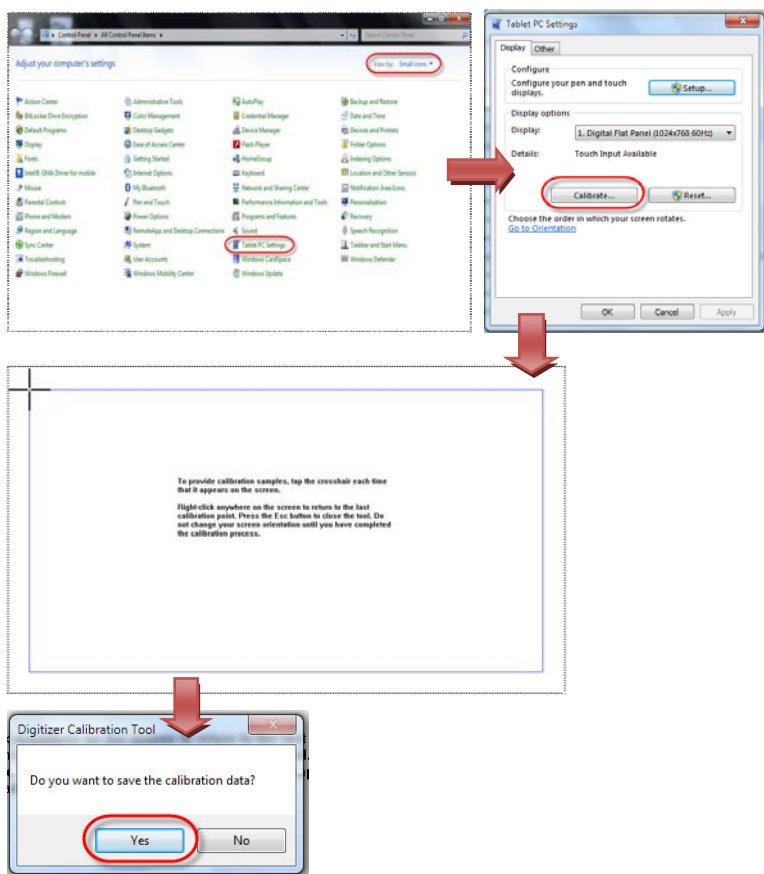 Control Panel ▸ All Control Panel Items ▸ Search Control Panel
Adjust your computer's settings View by: Small icons
Action Center Administrative Tools AutoPlay Backup and Restore
BitLocker Drive Encryption Color Management Credential Manager Date and Time
Default Programs Desktop Gadgets Device Manager Devices and Printers
Display Ease of Access Center Flash Player Folder Options
Fonts Getting Started HomeGroup Indexing Options
Intel® GMA Driver for mobile Internet Options Keyboard Location and Other Sensors
Mouse My Bluetooth Network and Sharing Center Notification Area Icons
Parental Controls Pen and Touch Performance Information and Tools Personalization
Phone and Modem Power Options Programs and Features Recovery
Region and Language RemoteApp and Desktop Connections Sound Speech Recognition
Sync Center System Tablet PC Settings Taskbar and Start Menu
Troubleshooting User Accounts Windows CardSpace Windows Defender
Windows Firewall Windows Mobility Center Windows Update
Tablet PC Settings
Display Other
Configure
Configure your pen and touch
displays. Setup...
Display options
Display: 1. Digital Flat Panel (1024x768 60Hz)
Details: Touch Input Available
Calibrate... Reset...
Choose the order in which your screen rotates.
Go to Orientation
OK Cancel Apply
To provide calibration samples, tap the crosshair each time
that it appears on the screen.
Right-click anywhere on the screen to return to the last
calibration point. Press the Esc button to close the tool. Do
not change your screen orientation until you have completed
the calibration process.
Digitizer Calibration Tool
Do you want to save the calibration data?
Yes No